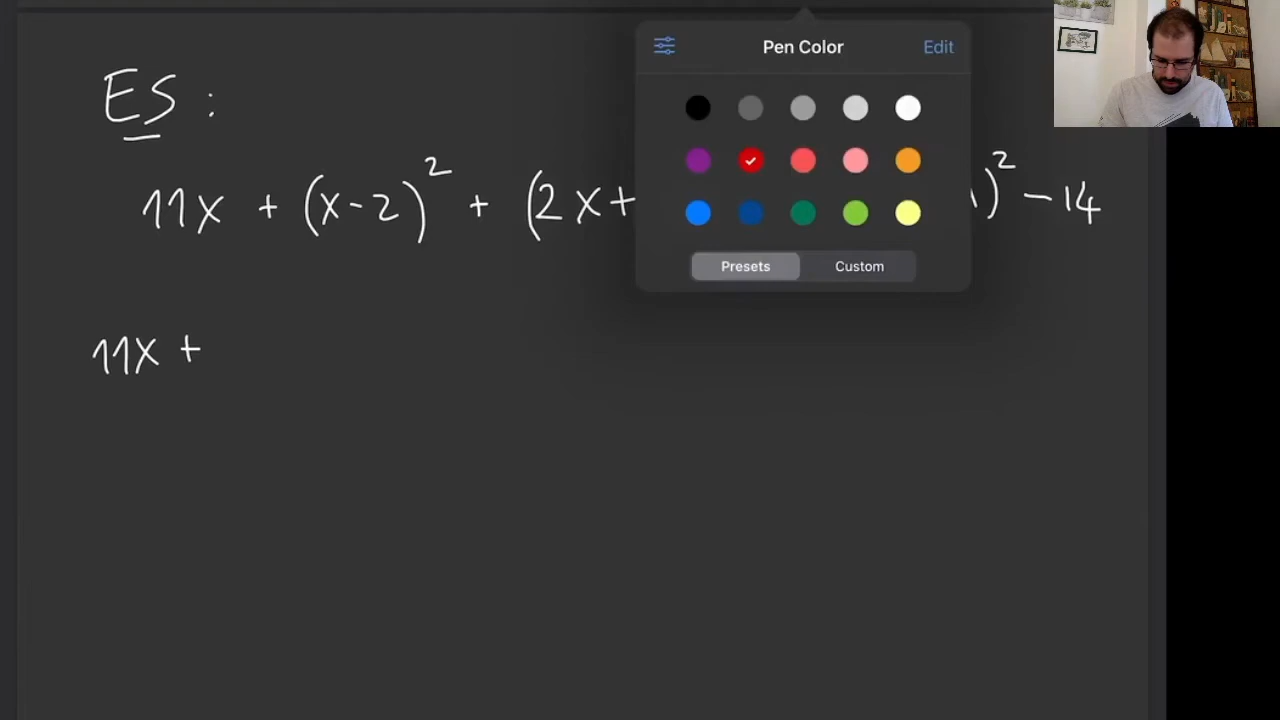 Pen Color Edit
ES :
11x + (x-2)² + (2x+ )² - 14
Presets Custom
11x +